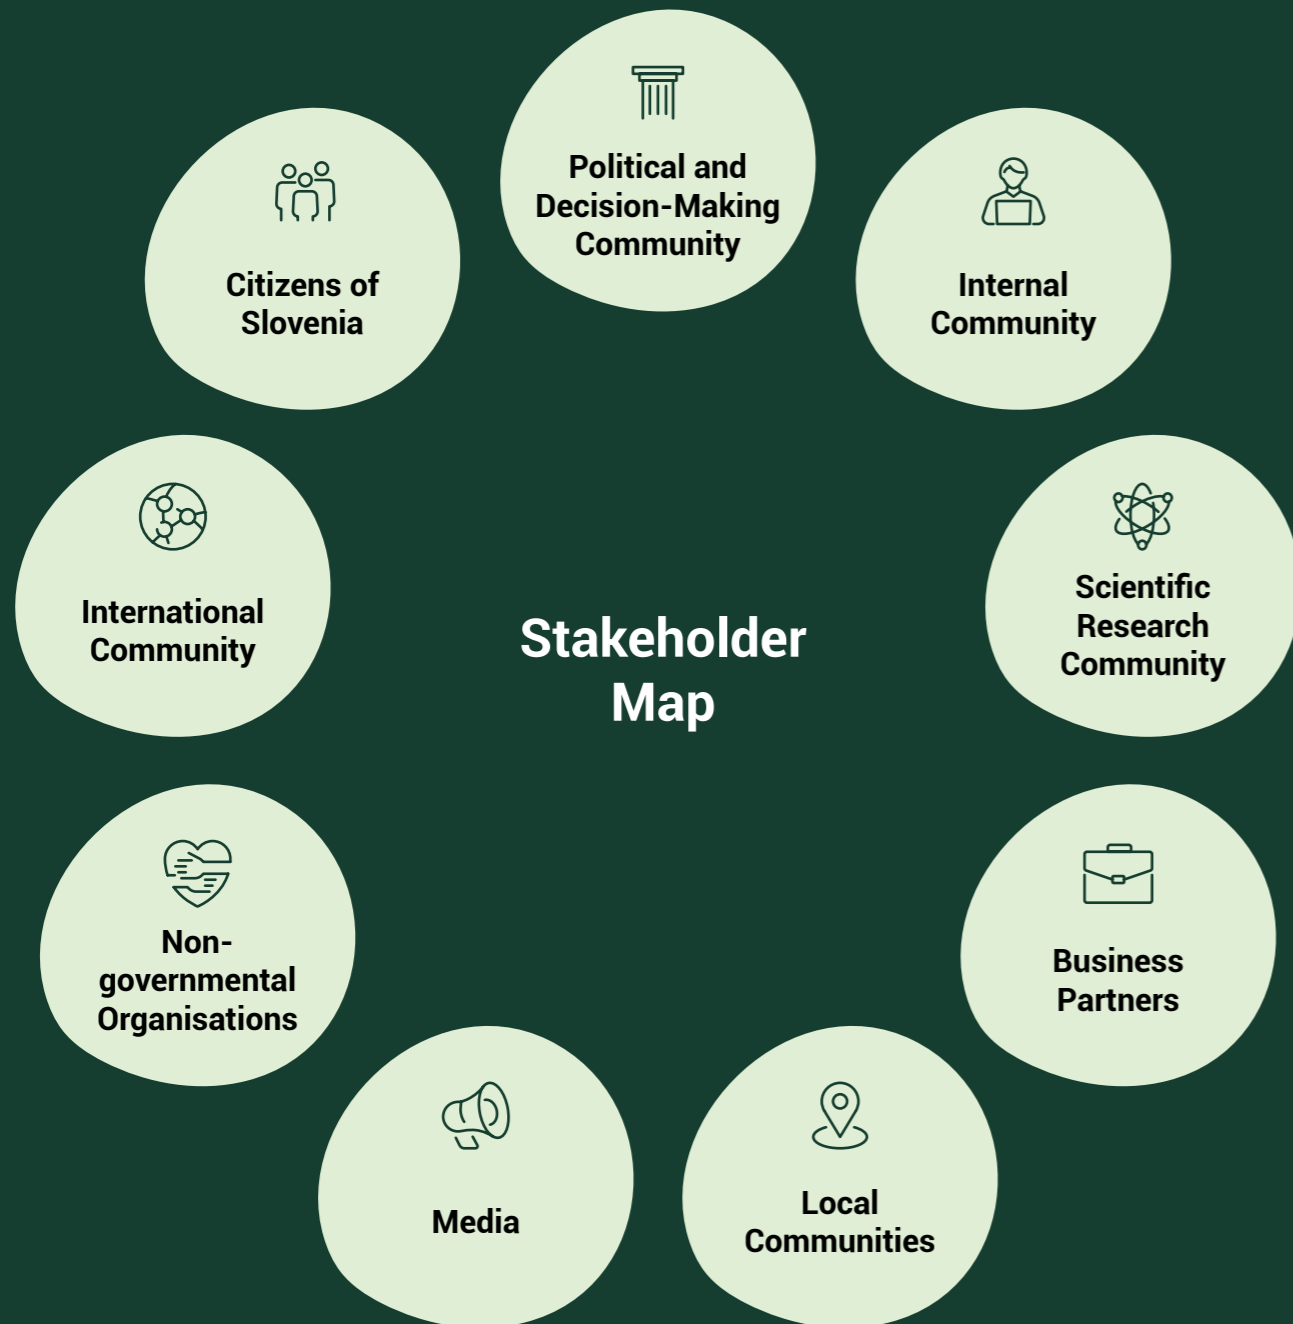 Political and
Decision-Making
Community
Citizens of
Slovenia
Internal
Community
International
Community
Scientific
Research
Community
Stakeholder
Map
Non-
governmental
Organisations
Business
Partners
Media
Local
Communities